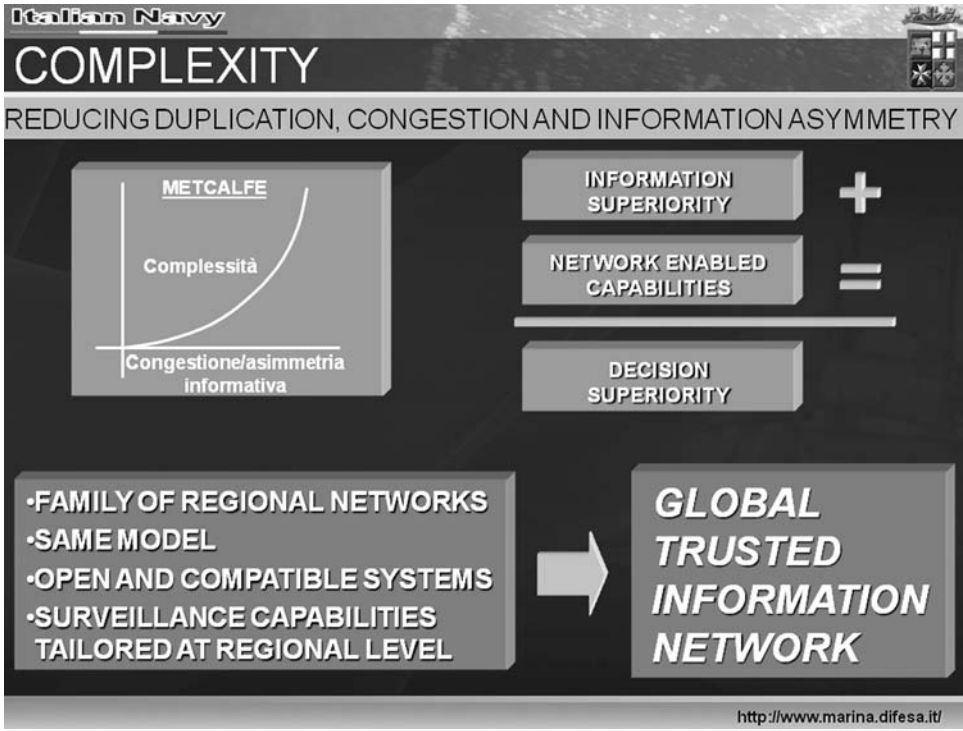 Italian Navy
COMPLEXITY
REDUCING DUPLICATION, CONGESTION AND INFORMATION ASYMMETRY
METCALFE
Complessità
Congestione/asimmetria
informativa
INFORMATION
SUPERIORITY
+
NETWORK ENABLED
CAPABILITIES
=
DECISION
SUPERIORITY
•FAMILY OF REGIONAL NETWORKS
•SAME MODEL
•OPEN AND COMPATIBLE SYSTEMS
•SURVEILLANCE CAPABILITIES
TAILORED AT REGIONAL LEVEL
GLOBAL
TRUSTED
INFORMATION
NETWORK
http://www.marina.difesa.it/